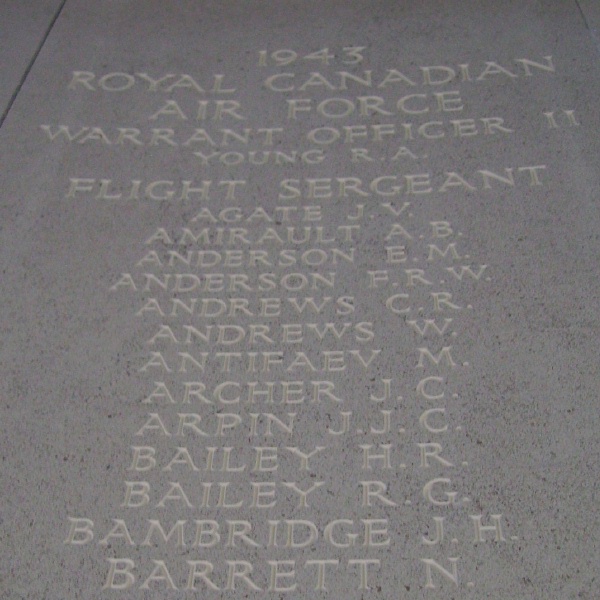 1943
ROYAL CANADIAN
AIR FORCE
WARRANT OFFICER II
YOUNG R.A.
FLIGHT SERGEANT
AGATE J.V.
AMIRAULT A.B.
ANDERSON E.M.
ANDERSON F.R.W.
ANDREWS C.R.
ANDREWS W.
ANTIFAEV M.
ARCHER J.C.
ARPIN J.J.C.
BAILEY H.R.
BAILEY R.G.
BAMBRIDGE J.H.
BARRETT N.